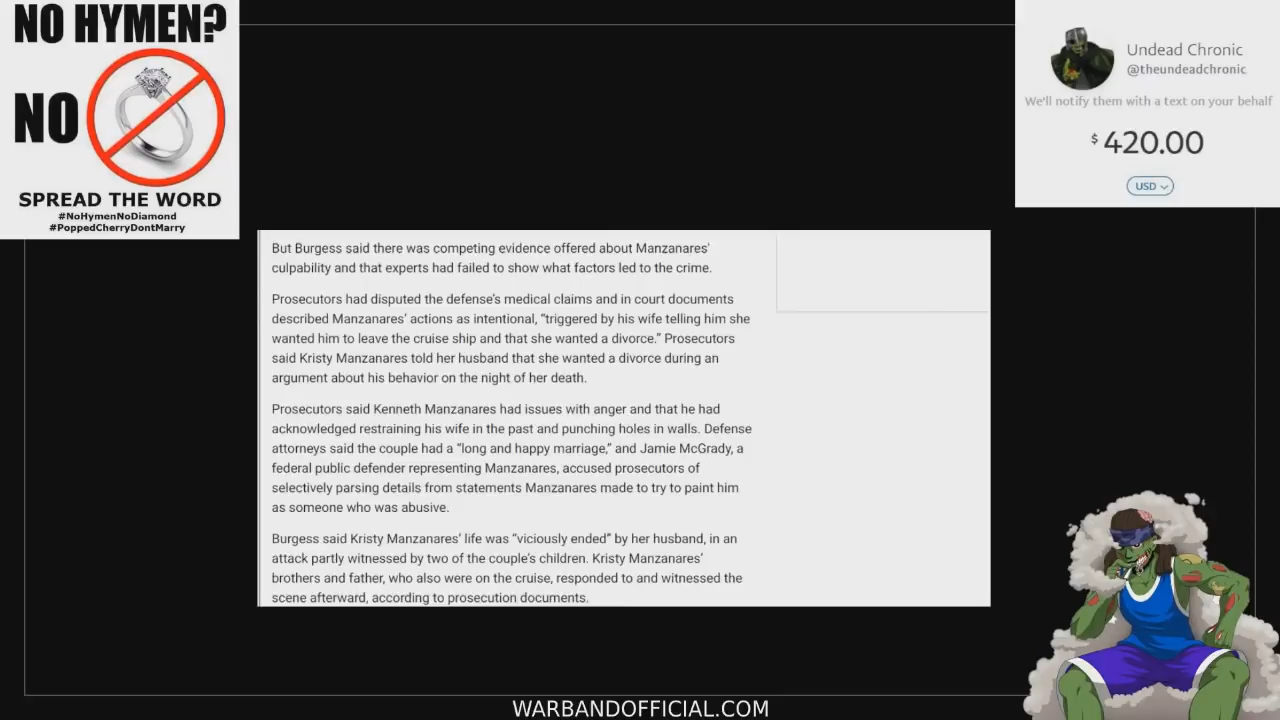 NO HYMEN?
NO
SPREAD THE WORD
#NoHymenNoDiamond
#PoppedCherryDontMarry
Undead Chronic
@theundeadchronic
We'll notify them with a text on your behalf
$ 420.00
USD
But Burgess said there was competing evidence offered about Manzanares'
culpability and that experts had failed to show what factors led to the crime.
Prosecutors had disputed the defense's medical claims and in court documents
described Manzanares' actions as intentional, “triggered by his wife telling him she
wanted him to leave the cruise ship and that she wanted a divorce.” Prosecutors
said Kristy Manzanares told her husband that she wanted a divorce during an
argument about his behavior on the night of her death.
Prosecutors said Kenneth Manzanares had issues with anger and that he had
acknowledged restraining his wife in the past and punching holes in walls. Defense
attorneys said the couple had a “long and happy marriage,” and Jamie McGrady, a
federal public defender representing Manzanares, accused prosecutors of
selectively parsing details from statements Manzanares made to try to paint him
as someone who was abusive.
Burgess said Kristy Manzanares' life was “viciously ended” by her husband, in an
attack partly witnessed by two of the couple's children. Kristy Manzanares'
brothers and father, who also were on the cruise, responded to and witnessed the
scene afterward, according to prosecution documents.
WARBANDOFFICIAL.COM